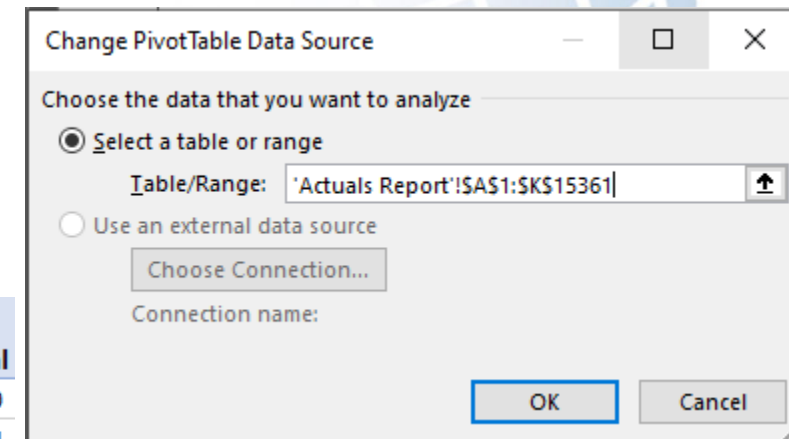 Change PivotTable Data Source
Choose the data that you want to analyze
Select a table or range
Table/Range: 'Actuals Report'!$A$1:$K$15361
Use an external data source
Choose Connection...
Connection name:
OK Cancel